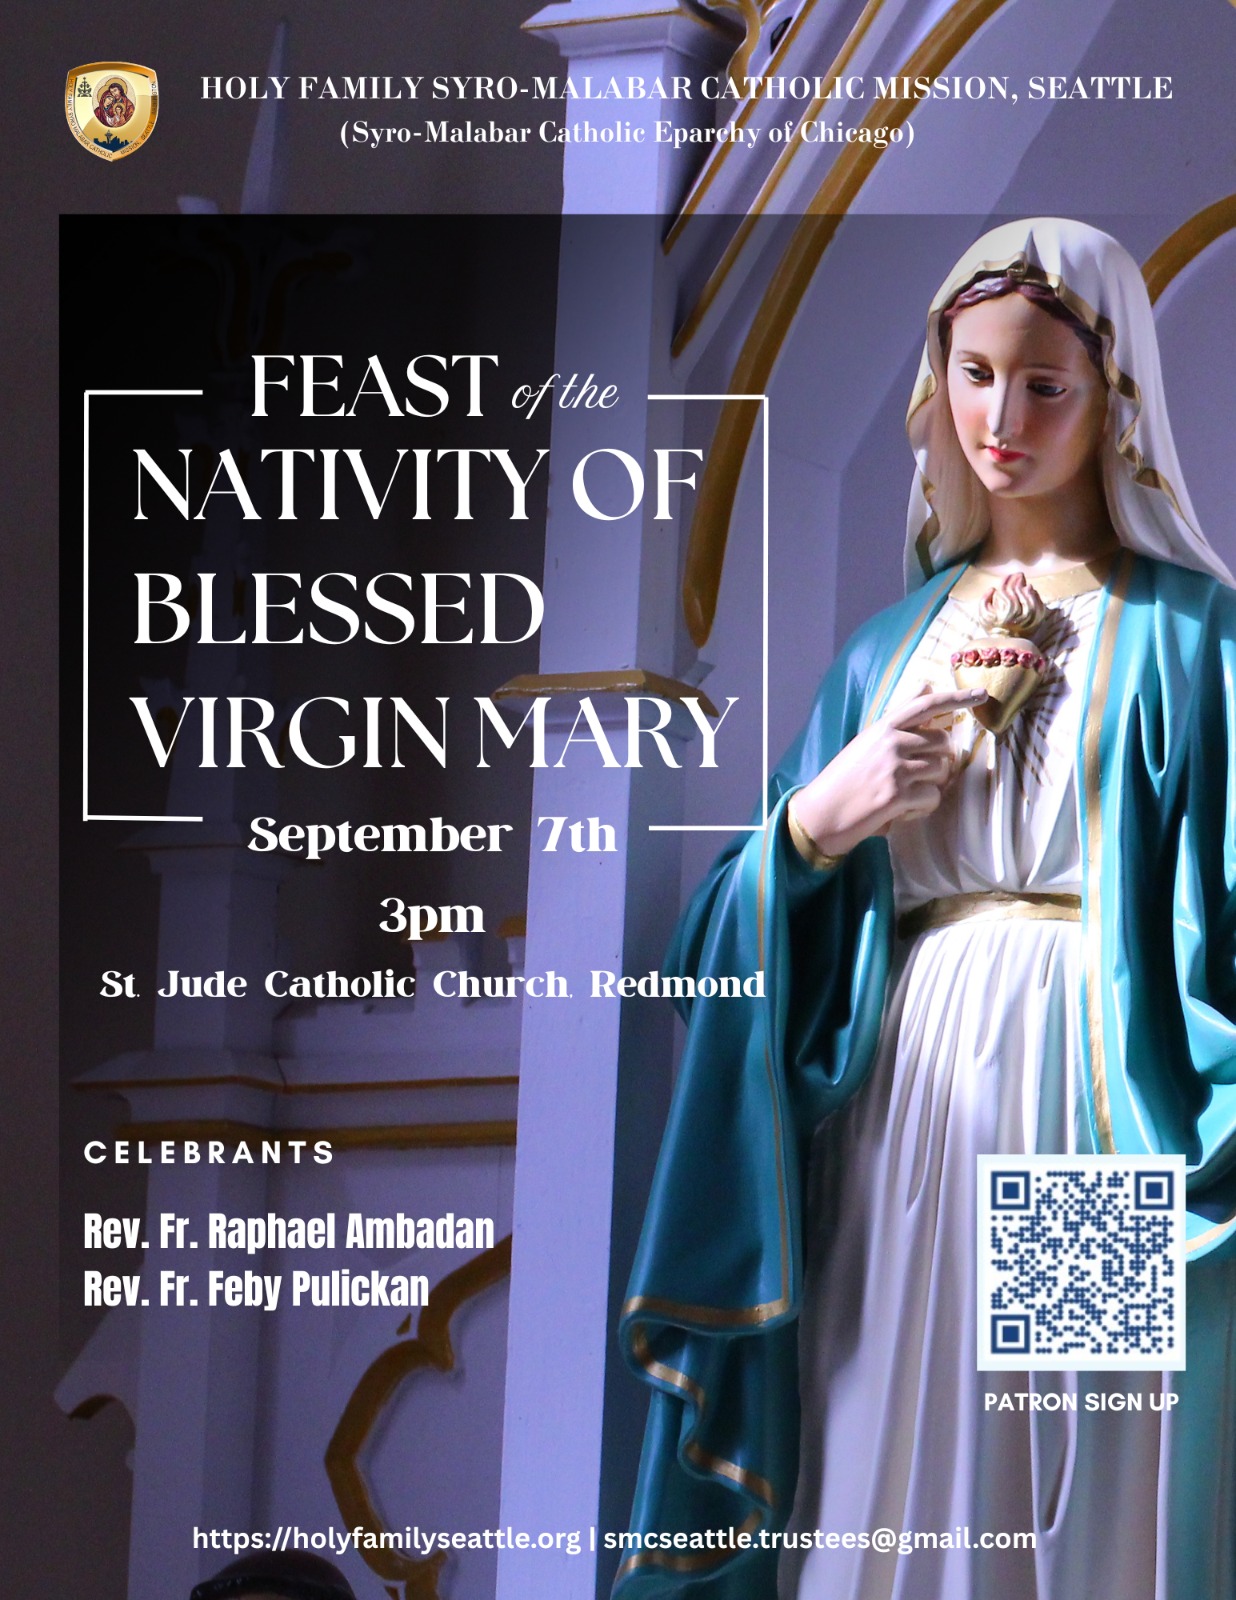 HOLY FAMILY SYRO-MALABAR CATHOLIC MISSION, SEATTLE
(Syro-Malabar Catholic Eparchy of Chicago)
FEAST of the
NATIVITY OF
BLESSED
VIRGIN MARY
September 7th
3pm
St. Jude Catholic Church, Redmond
CELEBRANTS
Rev. Fr. Raphael Ambadan
Rev. Fr. Feby Pulickan
PATRON SIGN UP
https://holyfamilyseattle.org | smcseattle.trustees@gmail.com